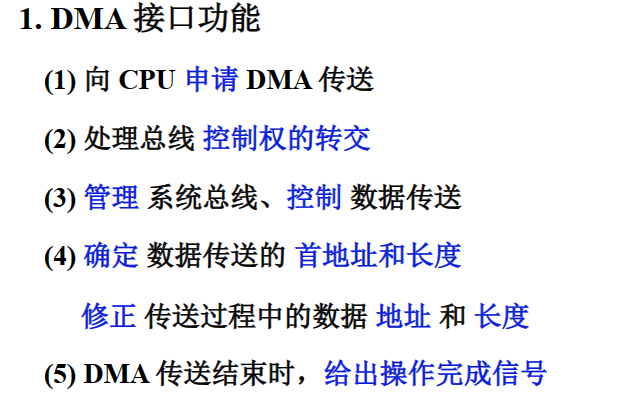 1. DMA 接口功能
(1) 向 CPU 申请 DMA 传送
(2) 处理总线 控制权的转交
(3) 管理 系统总线、控制 数据传送
(4) 确定 数据传送的 首地址和长度
修正 传送过程中的数据 地址 和 长度
(5) DMA 传送结束时，给出操作完成信号